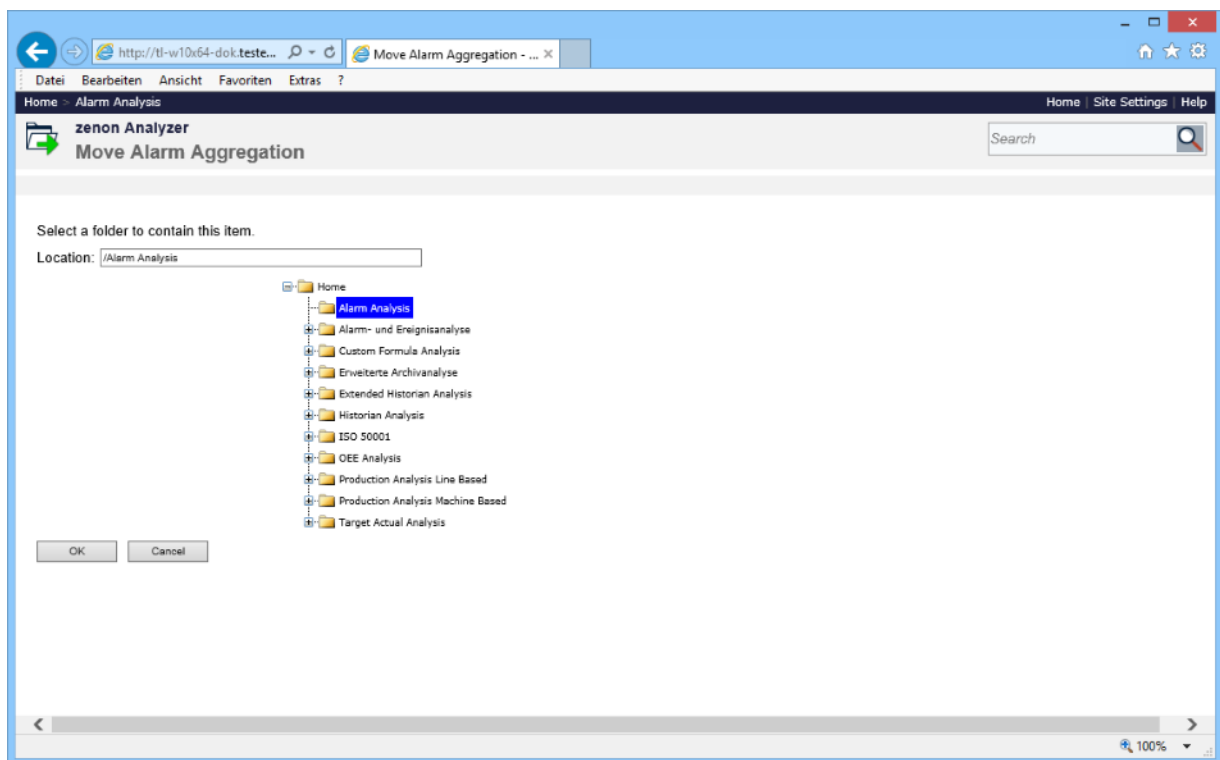 http://tl-w10x64-dok.teste... Move Alarm Aggregation - ...
Datei Bearbeiten Ansicht Favoriten Extras ?
Home > Alarm Analysis Home | Site Settings | Help
zenon Analyzer
Move Alarm Aggregation
Search
Select a folder to contain this item.
Location: /Alarm Analysis
Home
Alarm Analysis
Alarm- und Ereignisanalyse
Custom Formula Analysis
Erweiterte Archivanalyse
Extended Historian Analysis
Historian Analysis
ISO 50001
OEE Analysis
Production Analysis Line Based
Production Analysis Machine Based
Target Actual Analysis
OK Cancel
100%